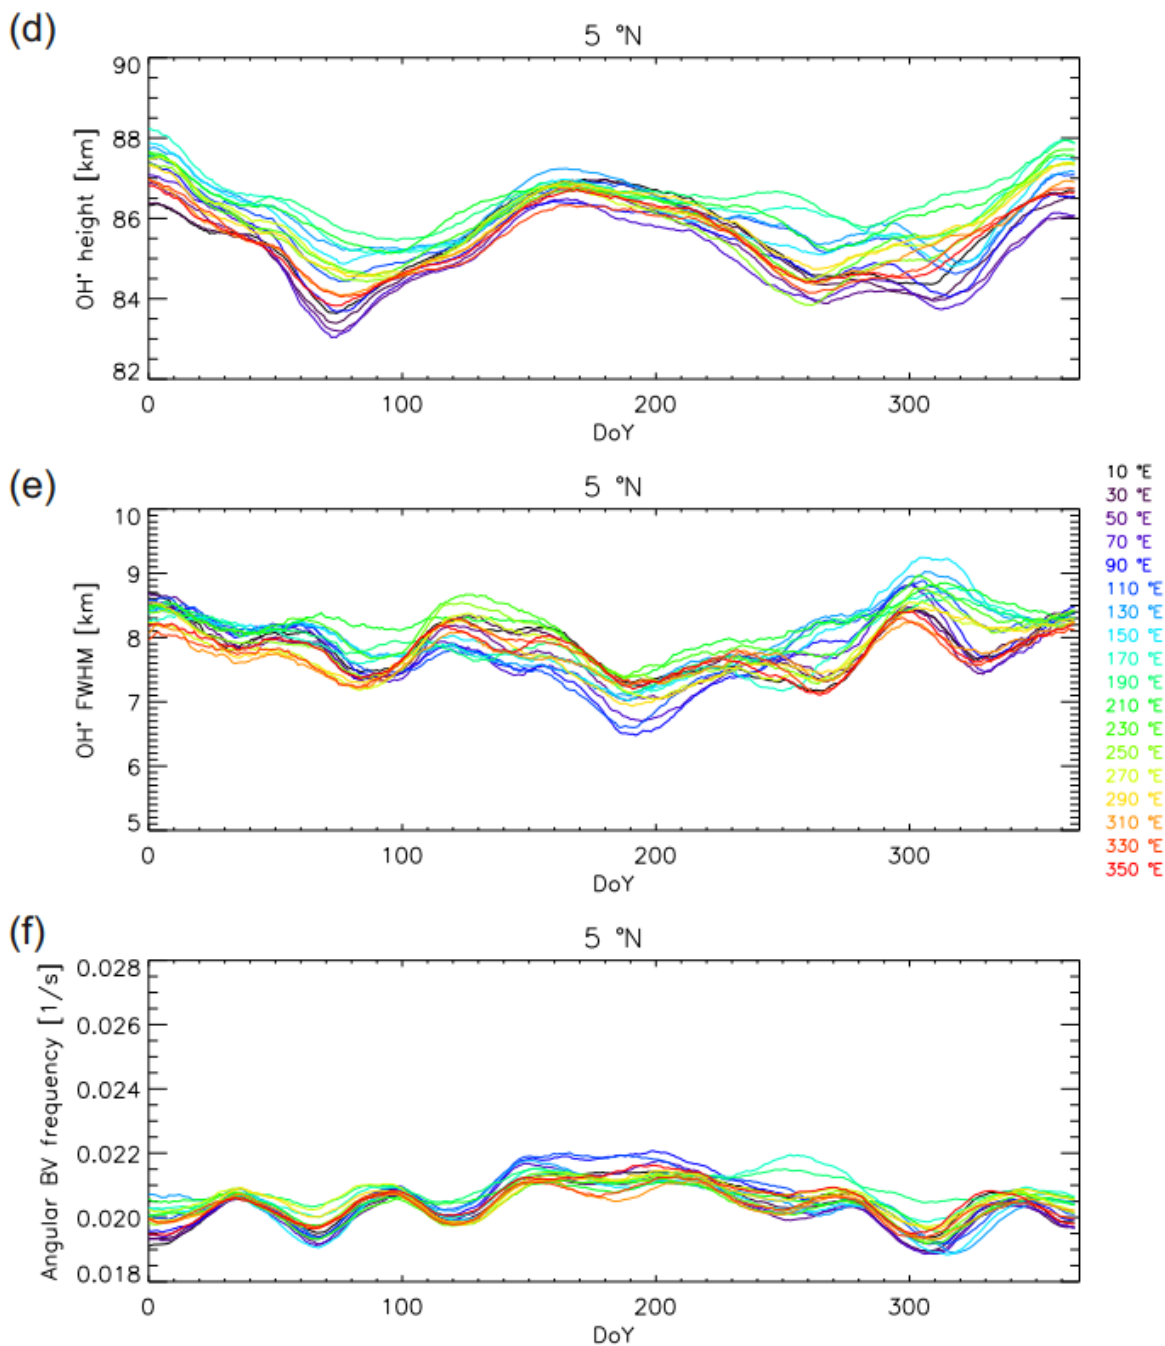 (d)
5 °N
OH* height [km]
90
88
86
84
82
0 100 200 300
DoY
(e)
5 °N
OH* FWHM [km]
10
9
8
7
6
5
0 100 200 300
DoY
10 °E
30 °E
50 °E
70 °E
90 °E
110 °E
130 °E
150 °E
170 °E
190 °E
210 °E
230 °E
250 °E
270 °E
290 °E
310 °E
330 °E
350 °E
(f)
5 °N
Angular BV frequency [1/s]
0.028
0.026
0.024
0.022
0.020
0.018
0 100 200 300
DoY